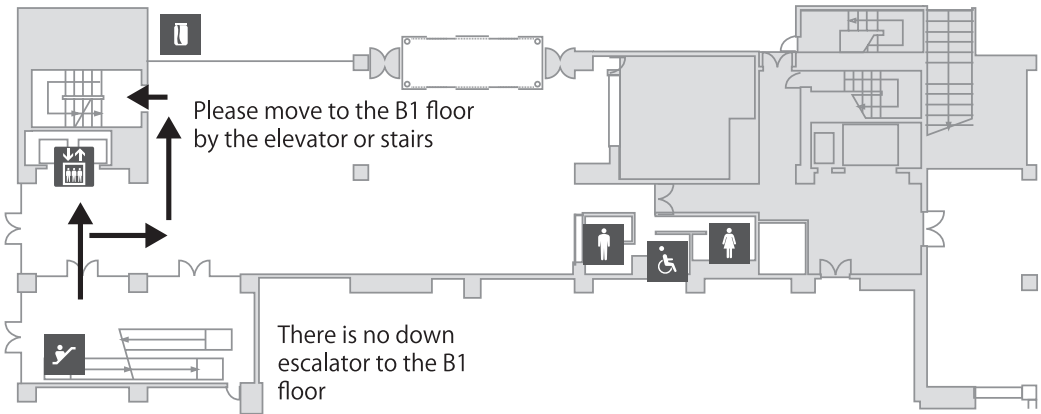 Please move to the B1 floor
by the elevator or stairs
There is no down
escalator to the B1
floor